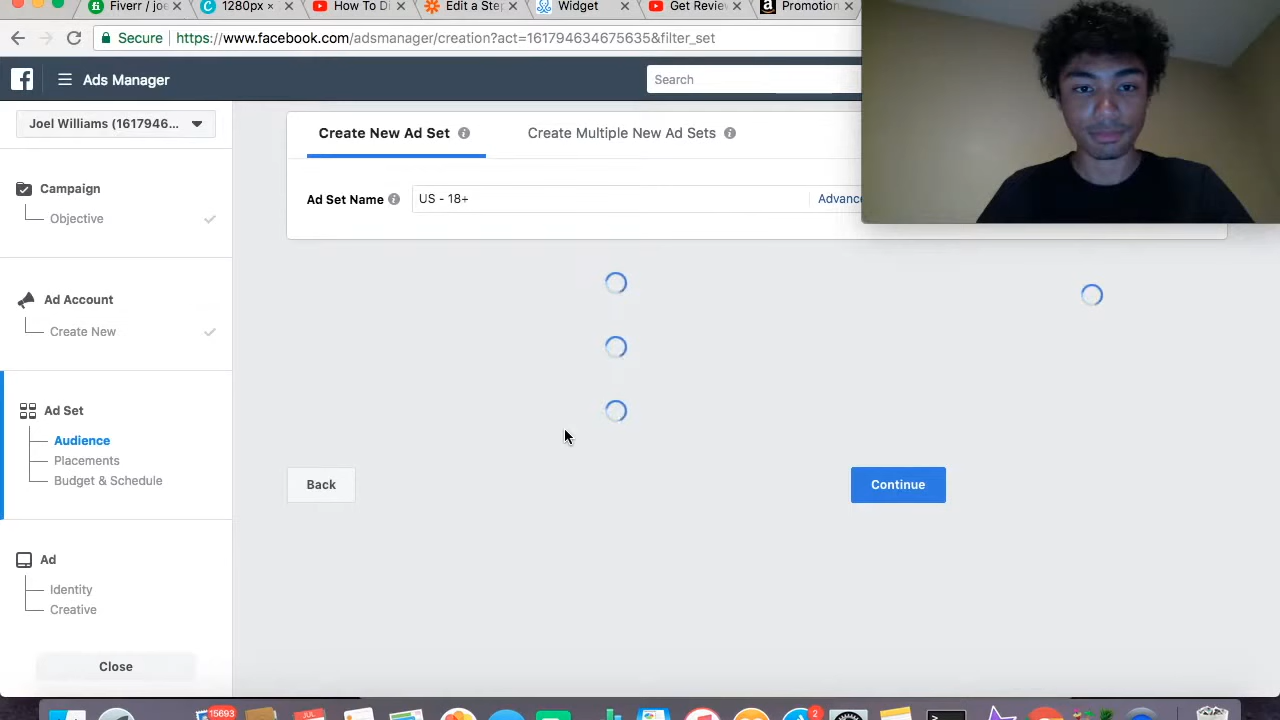 Fiverr / joe
1280px ×
How To Di
Edit a Ste
Widget
Get Revie
Promotion
Secure
https://www.facebook.com/adsmanager/creation?act=161794634675635&filter_set
Ads Manager
Search
Joel Williams (1617946...
Create New Ad Set
Create Multiple New Ad Sets
Campaign
Objective
Ad Set Name
US - 18+
Advance
Ad Account
Create New
Ad Set
Audience
Placements
Budget & Schedule
Back
Continue
Ad
Identity
Creative
Close
15693
JUL
2